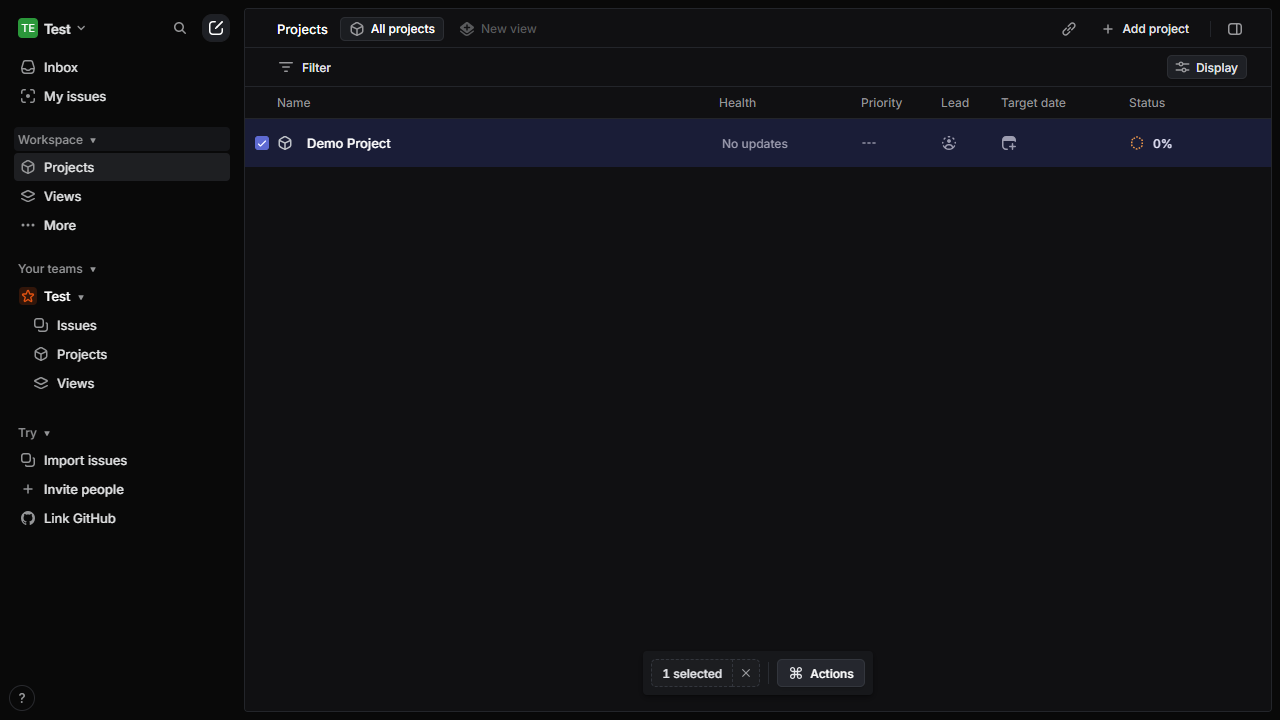 TE Test
Inbox
My issues
Workspace
Projects
Views
More
Your teams
Test
Issues
Projects
Views
Try
Import issues
Invite people
Link GitHub
?
Projects All projects New view Add project
Filter Display
Name Health Priority Lead Target date Status
Demo Project No updates --- 0%
1 selected Actions